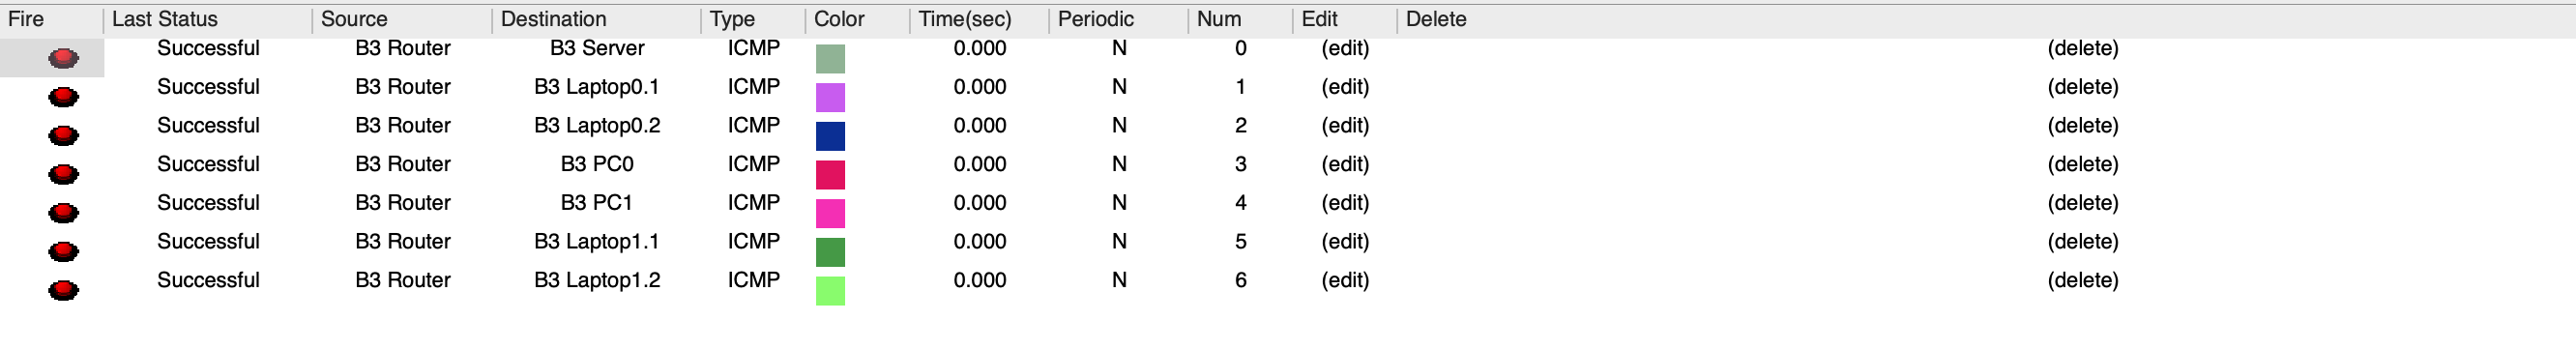 Fire Last Status Source Destination Type Color Time(sec) Periodic Num Edit Delete
Successful B3 Router B3 Server ICMP 0.000 N 0 (edit) (delete)
Successful B3 Router B3 Laptop0.1 ICMP 0.000 N 1 (edit) (delete)
Successful B3 Router B3 Laptop0.2 ICMP 0.000 N 2 (edit) (delete)
Successful B3 Router B3 PC0 ICMP 0.000 N 3 (edit) (delete)
Successful B3 Router B3 PC1 ICMP 0.000 N 4 (edit) (delete)
Successful B3 Router B3 Laptop1.1 ICMP 0.000 N 5 (edit) (delete)
Successful B3 Router B3 Laptop1.2 ICMP 0.000 N 6 (edit) (delete)